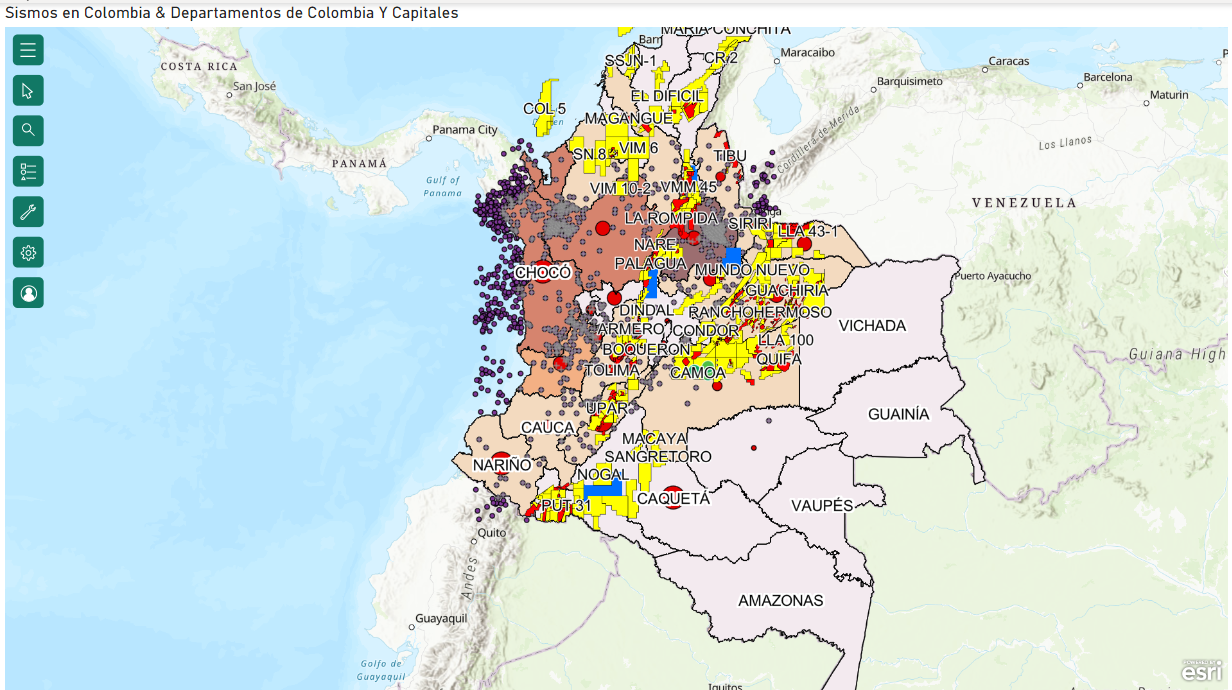 Sismos en Colombia & Departamentos de Colombia Y Capitales
MARIA CONCHITA
Barr
Maracaibo
COSTA RICA
SSJN-1
CR 2
Caracas
Barcelona
San José
Barquisimeto
Maturin
EL DIFICIL
COL 5
MAGANGUE
Panama City
Cordillera de Mérida
Los Llanos
VIM 6
SN 8
TIBU
PANAMÁ
Gulf of
Panama
VIM 10-2
VMM 45
VENEZUELA
LA ROMPIDA
SIRIRI
LLA 43-1
NARE
PALAGUA
CHOCÓ
MUNDO NUEVO
Puerto Ayacucho
GUACHIRIA
DINDAL
RANCHOHERMOSO
VICHADA
ARMERO
CONDOR
LLA 100
BOQUERON
QUIFA
Guiana High
TOLIMA
CAMOA
UPAR
GUAINÍA
CAUCA
MACAYA
SANGRETORO
NARIÑO
NOGAL
CAQUETÁ
PUT 31
VAUPÉS
Quito
Andes
AMAZONAS
Guayaquil
Golfo de
Guayaquil
Iquitos
POWERED BY
esri